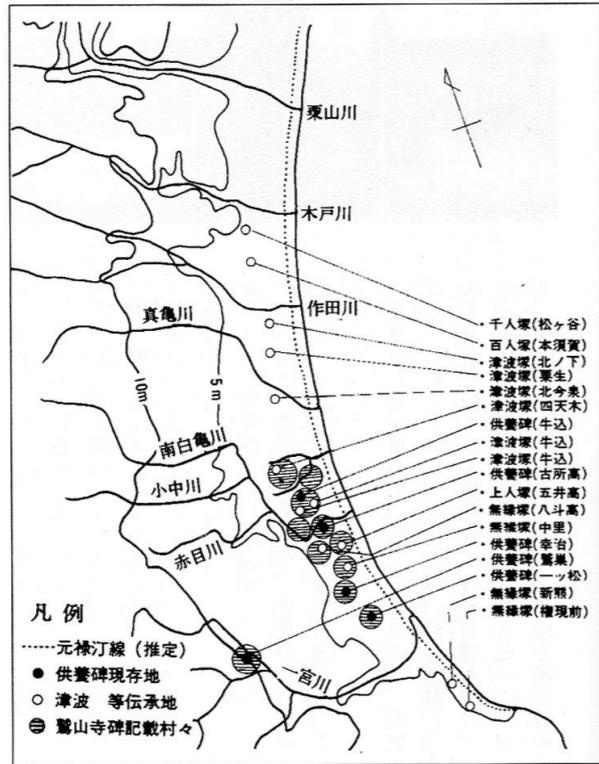 栗山川
木戸川
作田川
真亀川
10m
5m
南白亀川
小中川
赤目川
一宮川
・千人塚(松ヶ谷)
・百人塚(本須賀)
・津波塚(北ノ下)
・津波塚(粟生)
・津波塚(北今泉)
・津波塚(四天木)
・供養碑(牛込)
・津波塚(牛込)
・津波塚(牛込)
・供養碑(古所高)
・上人塚(五井高)
・無縁塚(八斗高)
・無縁塚(中里)
・供養碑(幸治)
・供養碑(鷲巣)
・供養碑(一ッ松)
・無縁塚(新熊)
・無縁塚(権現前)
凡例
元禄汀線(推定)
供養碑現存地
津波 等伝承地
鷲山寺碑記載村々